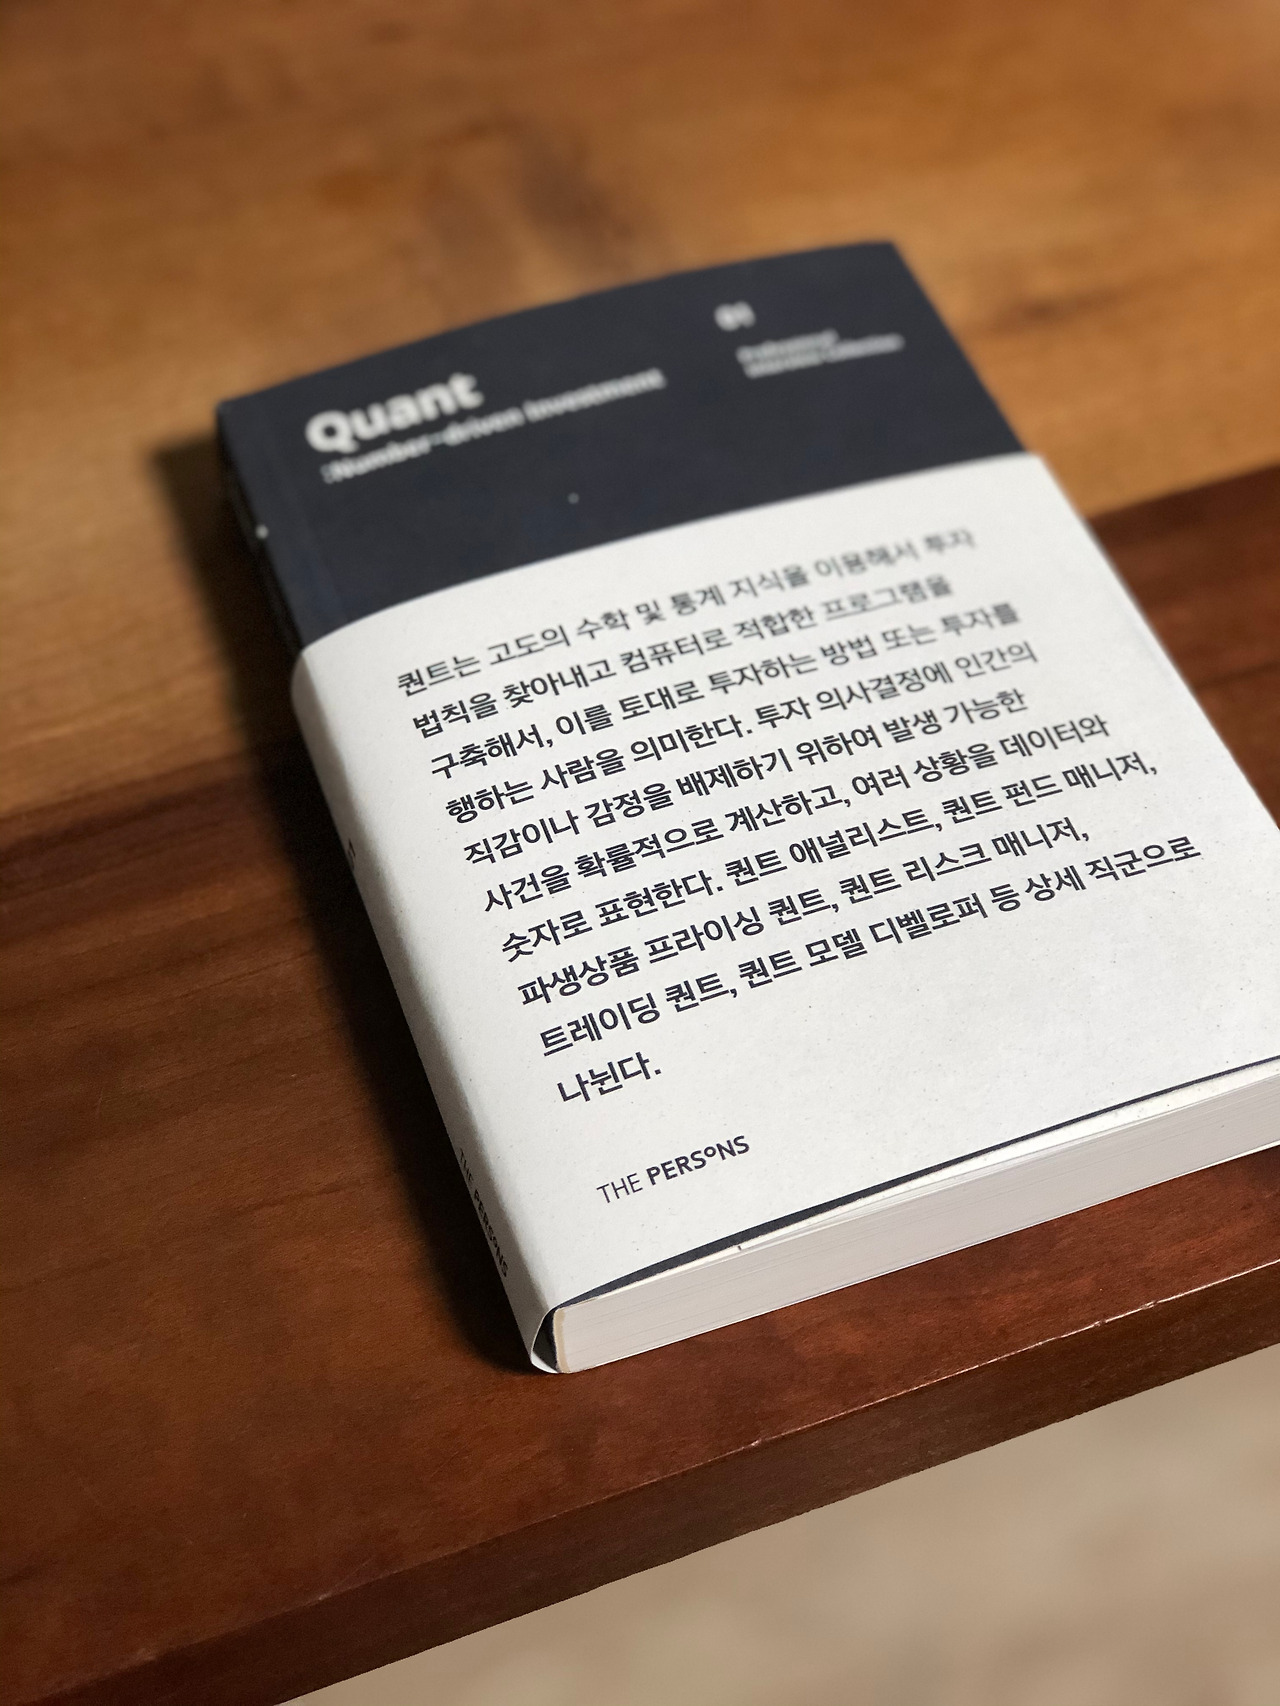 Quant
:Number-driven Investment
01
Professional
Interview Collection
퀀트는 고도의 수학 및 통계 지식을 이용해서 투자
법칙을 찾아내고 컴퓨터로 적합한 프로그램을
구축해서, 이를 토대로 투자하는 방법 또는 투자를
행하는 사람을 의미한다. 투자 의사결정에 인간의
직감이나 감정을 배제하기 위하여 발생 가능한
사건을 확률적으로 계산하고, 여러 상황을 데이터와
숫자로 표현한다. 퀀트 애널리스트, 퀀트 펀드 매니저,
파생상품 프라이싱 퀀트, 퀀트 리스크 매니저,
트레이딩 퀀트, 퀀트 모델 디벨로퍼 등 상세 직군으로
나뉜다.
THE PERSONS
THE PERSONS